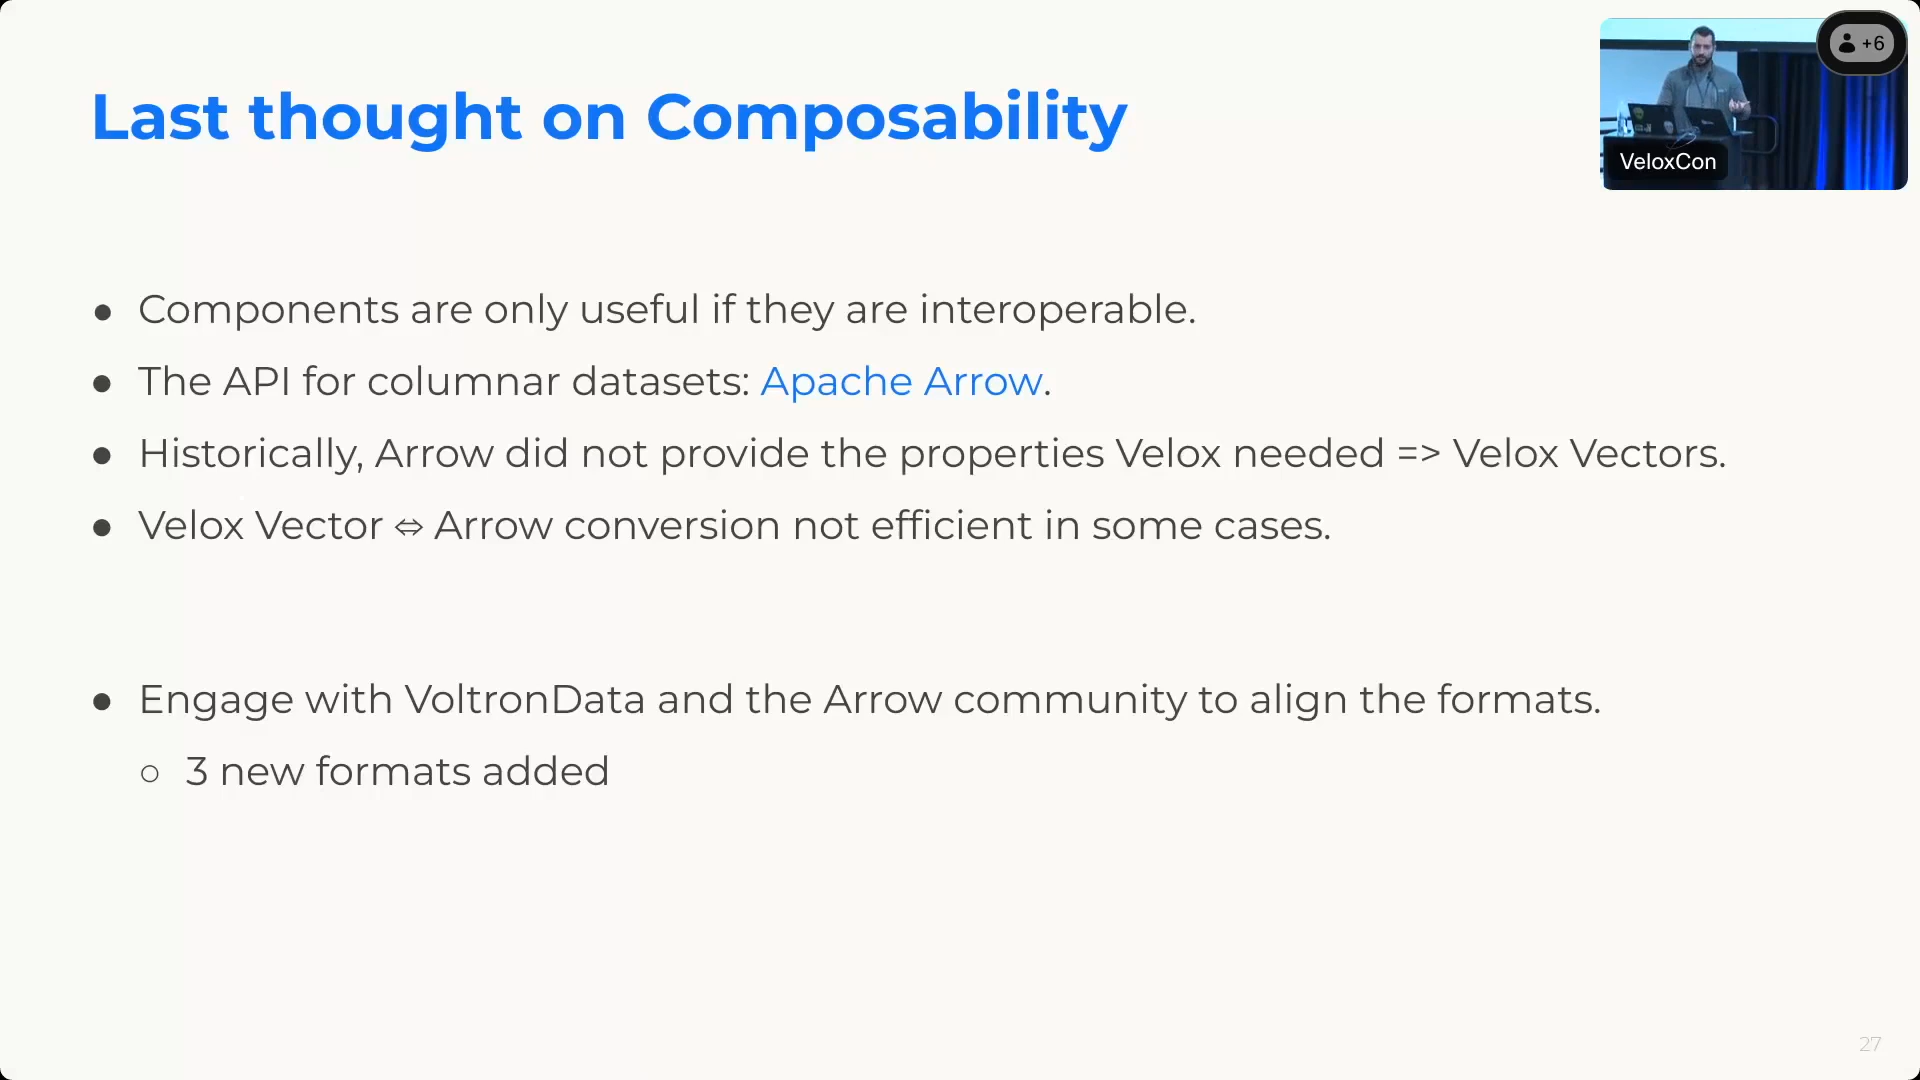 Last thought on Composability
+6
VeloxCon
● Components are only useful if they are interoperable.
● The API for columnar datasets: Apache Arrow.
● Historically, Arrow did not provide the properties Velox needed => Velox Vectors.
● Velox Vector ⇔ Arrow conversion not efficient in some cases.
● Engage with VoltronData and the Arrow community to align the formats.
○ 3 new formats added
27